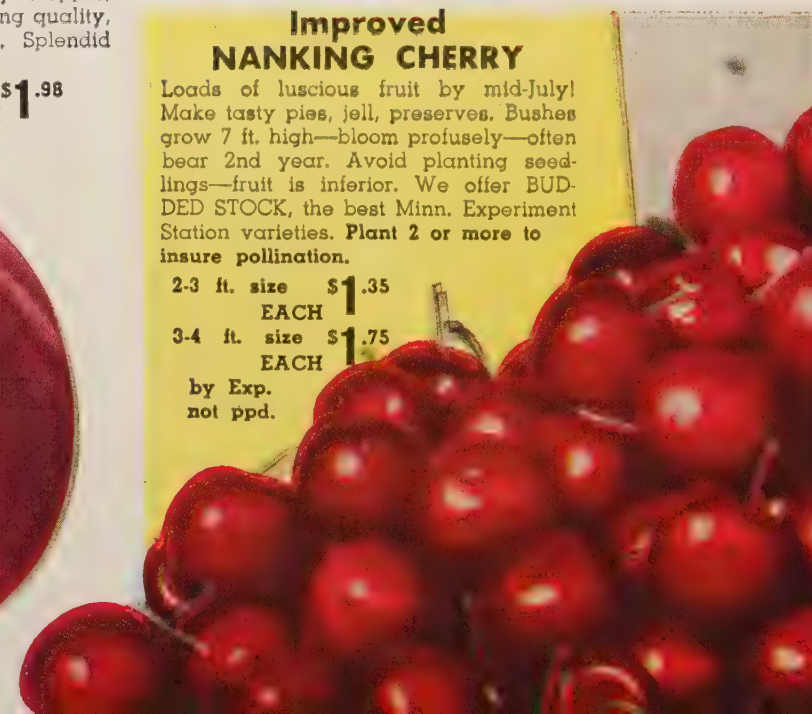 ng quality,
. Splendid
$1.98
Improved
NANKING CHERRY
Loads of luscious fruit by mid-July!
Make tasty pies, jell, preserves. Bushes
grow 7 ft. high—bloom profusely—often
bear 2nd year. Avoid planting seed-
lings—fruit is inferior. We offer BUD-
DED STOCK, the best Minn. Experiment
Station varieties. Plant 2 or more to
insure pollination.
2-3 ft. size $1.35
EACH
3-4 ft. size $1.75
EACH
by Exp.
not ppd.